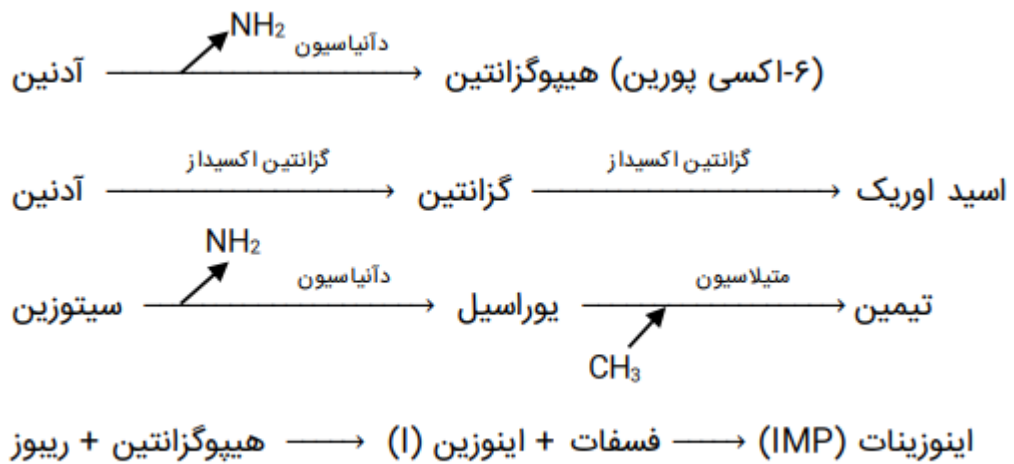 NH₂
دآنیاسیون
آدنین ⟶ هیپوگزانتین (۶-اکسی پورین)
گزانتین اکسیداز گزانتین اکسیداز
آدنین ⟶ گزانتین ⟶ اسید اوریک
NH₂
دآنیاسیون متیلاسیون
سیتوزین ⟶ یوراسیل ⟶ تیمین
CH₃
هیپوگزانتین + ریبوز ⟶ اینوزین (I) + فسفات ⟶ اینوزینات (IMP)